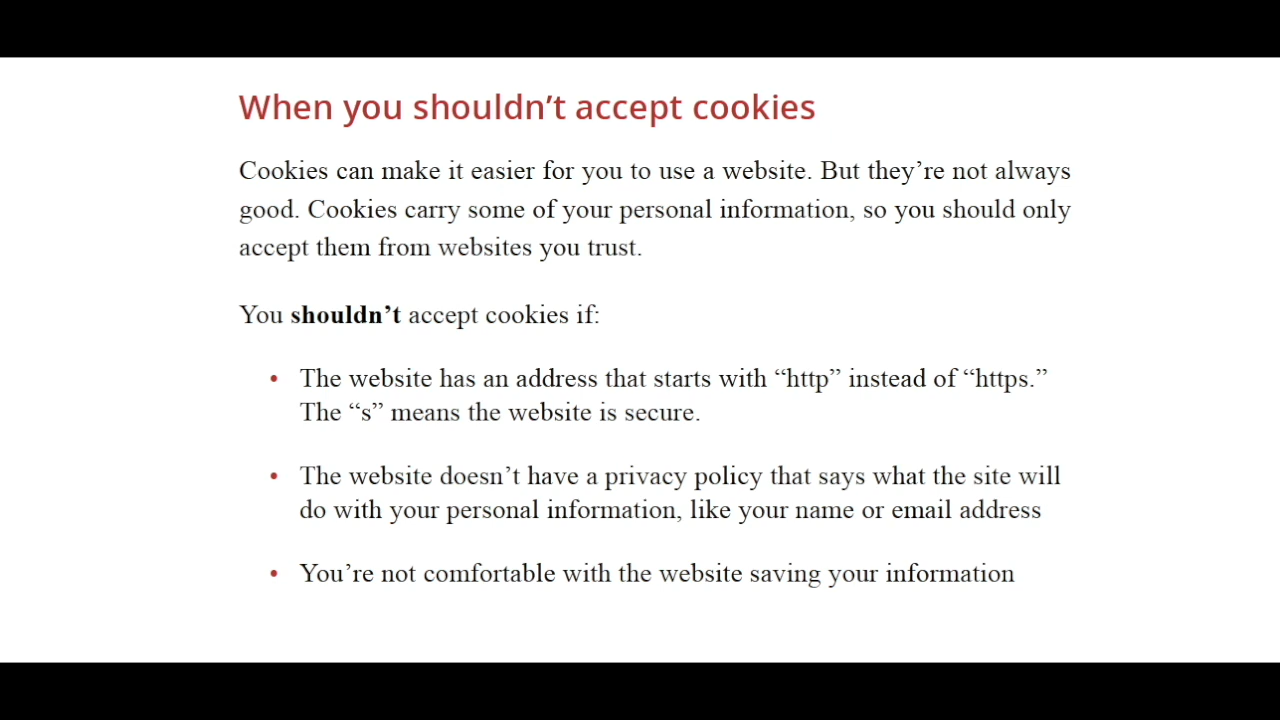 When you shouldn’t accept cookies
Cookies can make it easier for you to use a website. But they’re not always
good. Cookies carry some of your personal information, so you should only
accept them from websites you trust.
You shouldn’t accept cookies if:
• The website has an address that starts with “http” instead of “https.”
The “s” means the website is secure.
• The website doesn’t have a privacy policy that says what the site will
do with your personal information, like your name or email address
• You’re not comfortable with the website saving your information